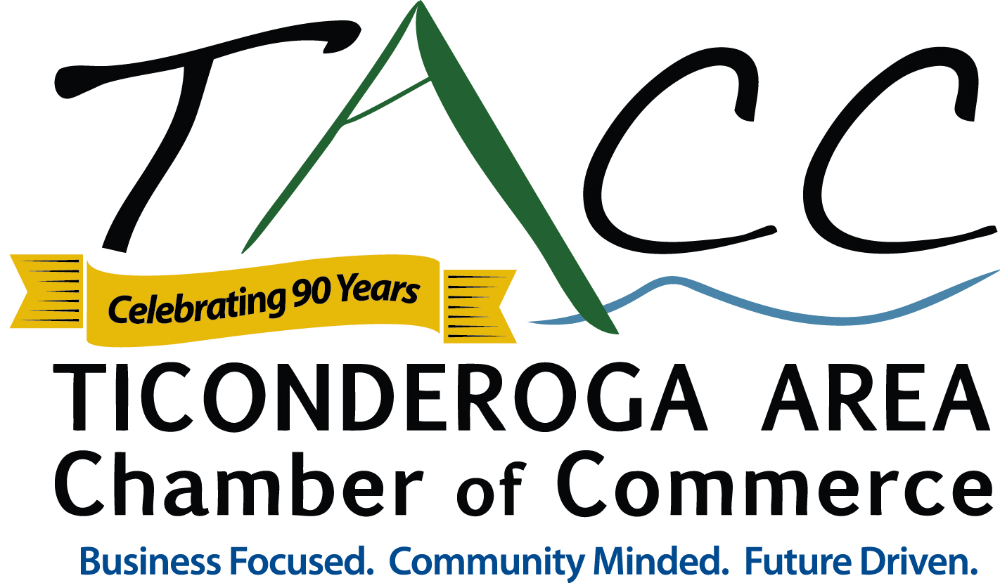 TACC
Celebrating 90 Years
TICONDEROGA AREA
Chamber of Commerce
Business Focused. Community Minded. Future Driven.